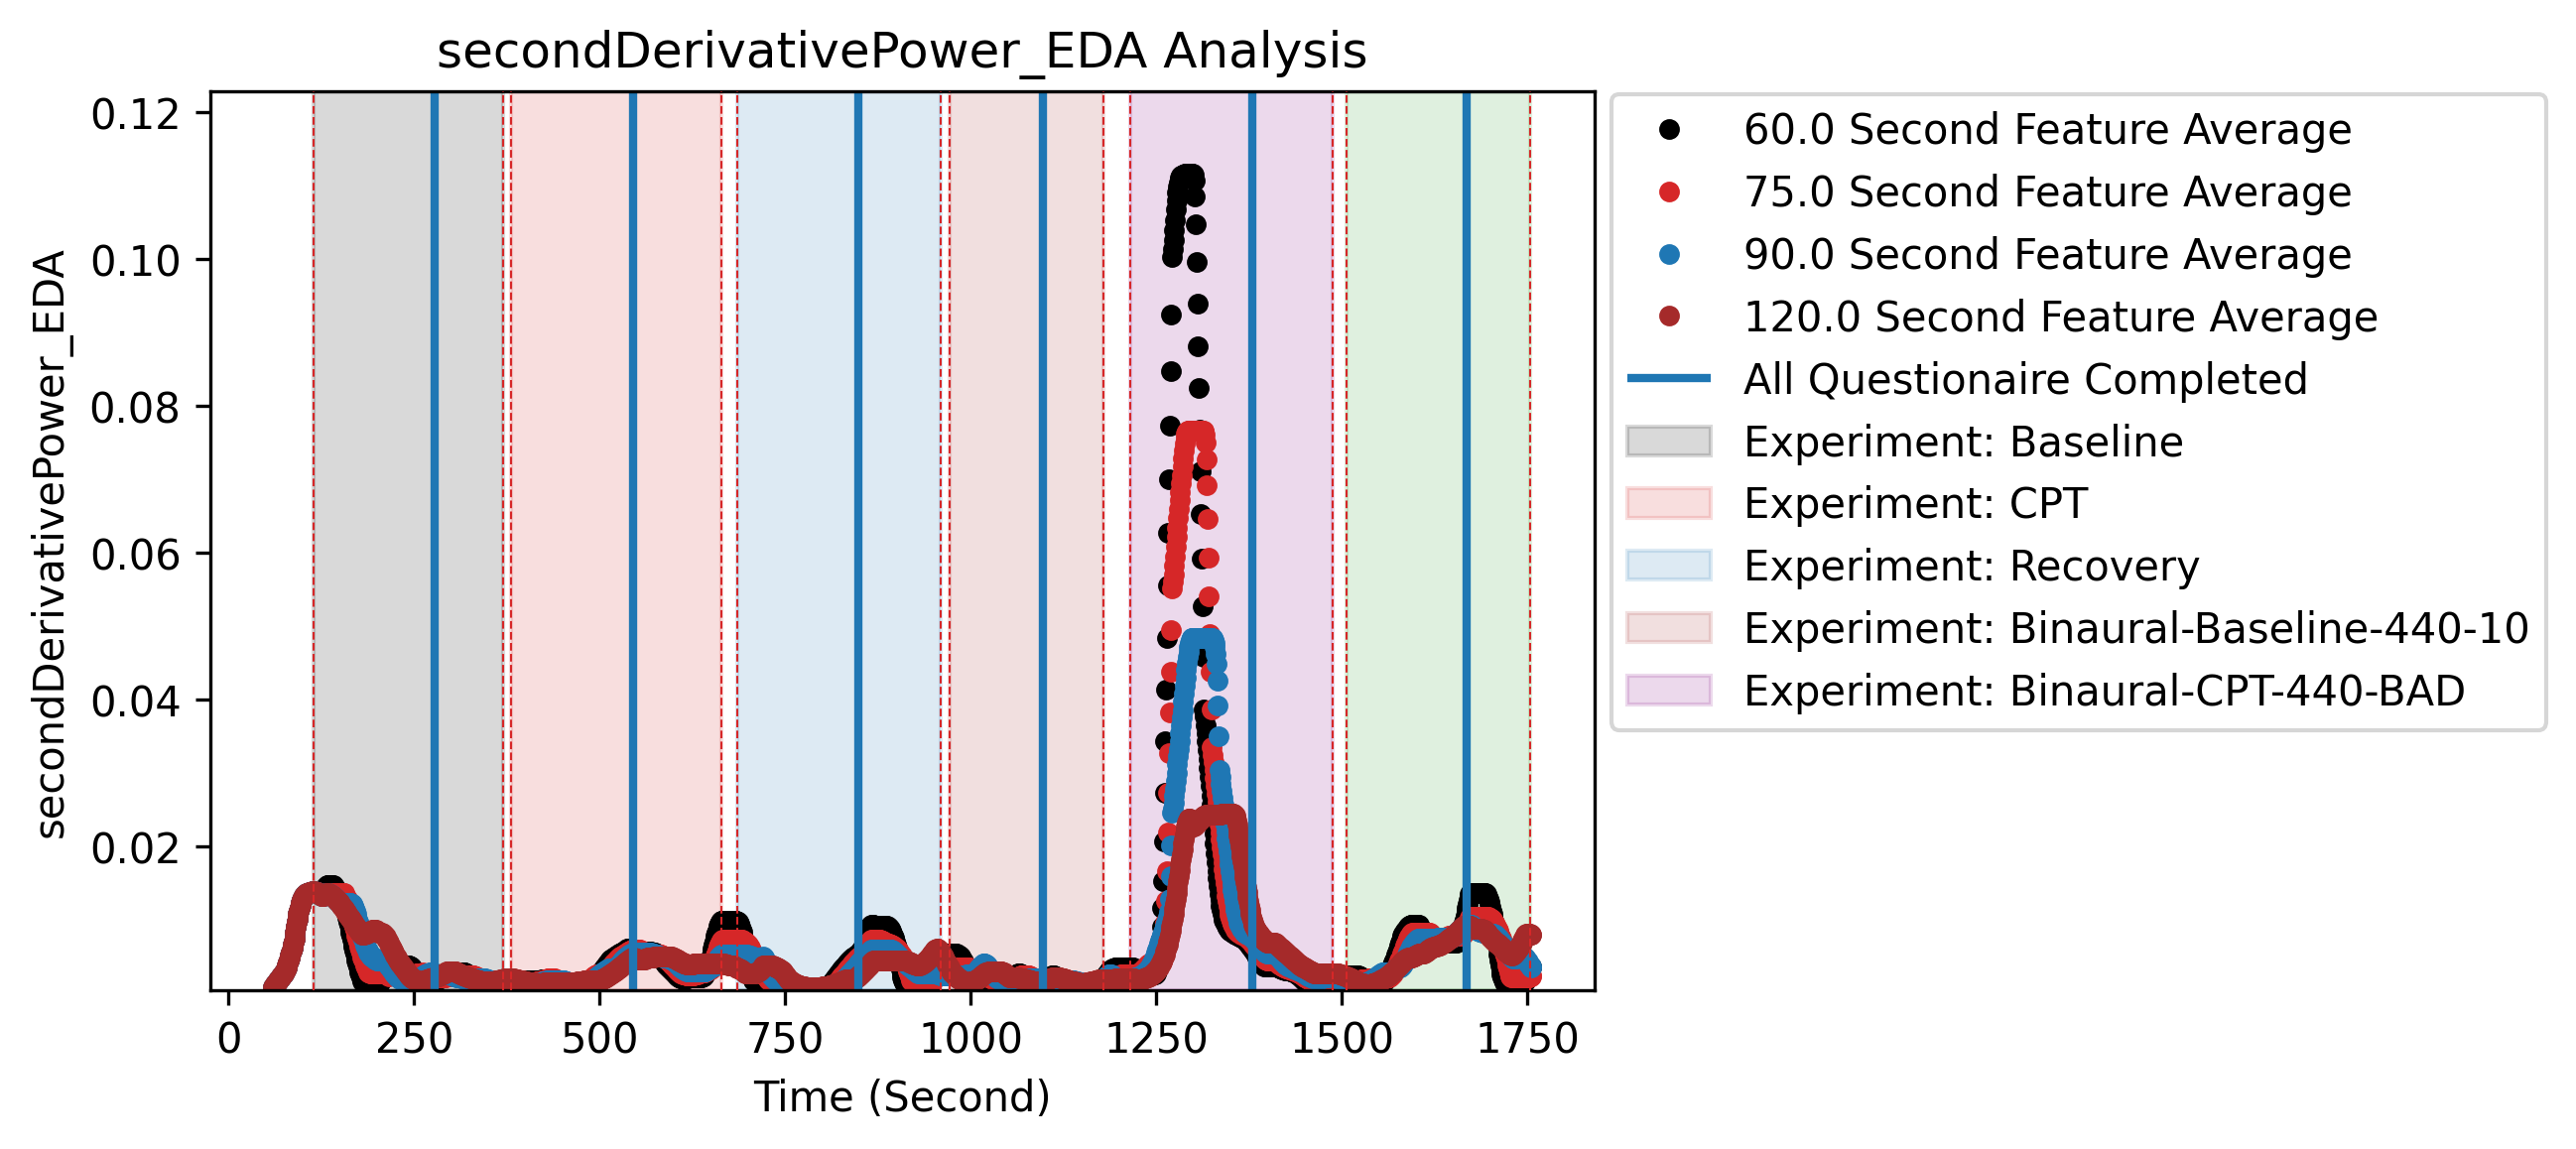 secondDerivativePower_EDA Analysis
secondDerivativePower_EDA
0.12
0.10
0.08
0.06
0.04
0.02
0 250 500 750 1000 1250 1500 1750
Time (Second)
60.0 Second Feature Average
75.0 Second Feature Average
90.0 Second Feature Average
120.0 Second Feature Average
All Questionaire Completed
Experiment: Baseline
Experiment: CPT
Experiment: Recovery
Experiment: Binaural-Baseline-440-10
Experiment: Binaural-CPT-440-BAD